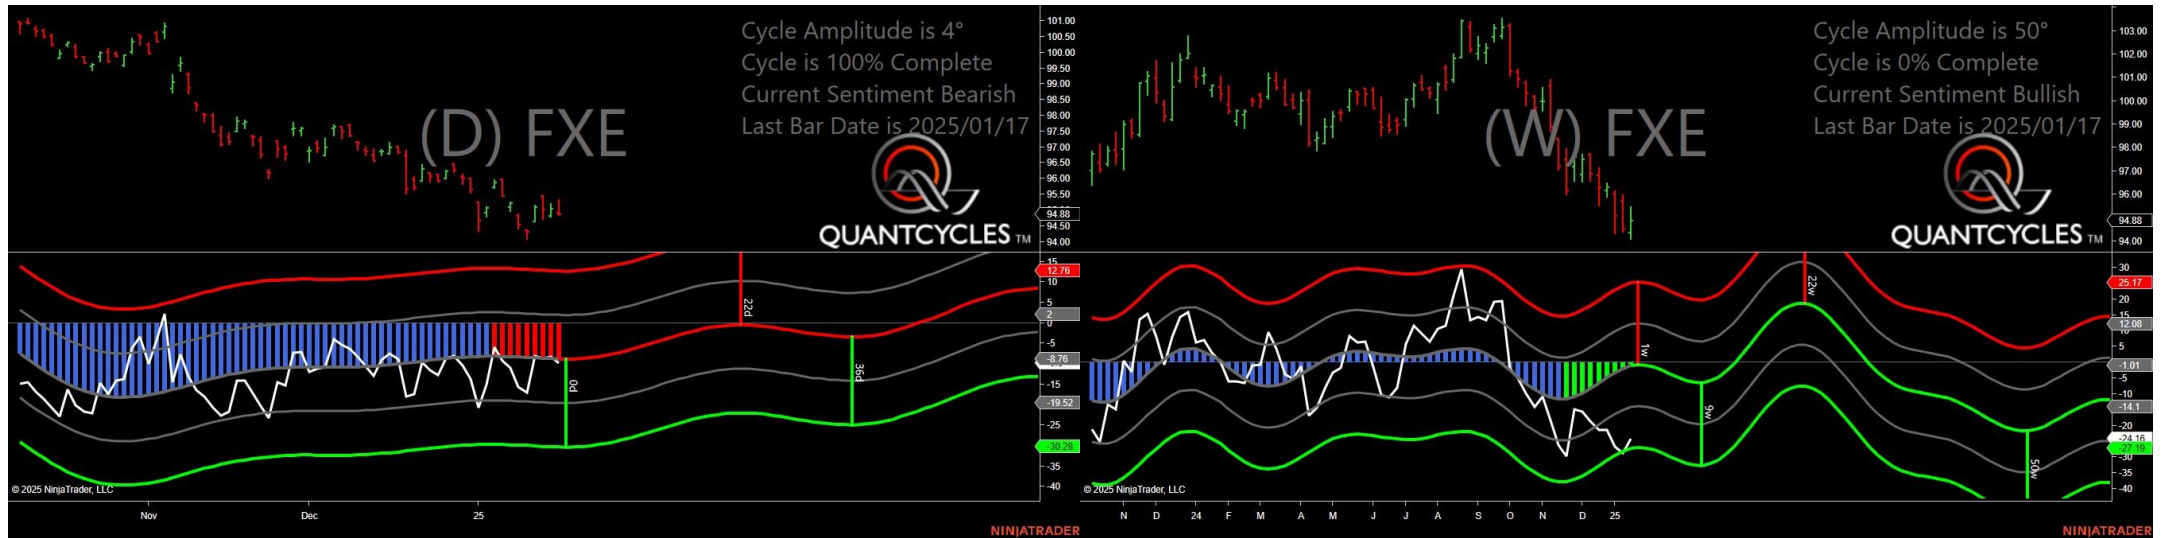 Cycle Amplitude is 4°
Cycle is 100% Complete
Current Sentiment Bearish
Last Bar Date is 2025/01/17
(D) FXE
QUANTCYCLES TM
101.00
100.50
100.00
99.50
99.00
98.50
98.00
97.50
97.00
96.50
96.00
95.50
94.88
94.50
94.00
15
12.76
10
5
2
0
-5
-8.76
-15
-19.52
-25
-30.28
-35
-40
0d
22d
36d
© 2025 NinjaTrader, LLC
Nov
Dec
25
NINJATRADER
Cycle Amplitude is 50°
Cycle is 0% Complete
Current Sentiment Bullish
Last Bar Date is 2025/01/17
(W) FXE
QUANTCYCLES TM
103.00
102.00
101.00
100.00
99.00
98.00
97.00
96.00
94.88
94.00
30
25.17
20
15
12.08
5
-1.01
-5
-10
-14.1
-20
-24.16
-27.19
-30
-35
-40
1w
9w
22w
50w
© 2025 NinjaTrader, LLC
N
D
24
F
M
A
M
J
J
A
S
O
N
D
25
NINJATRADER